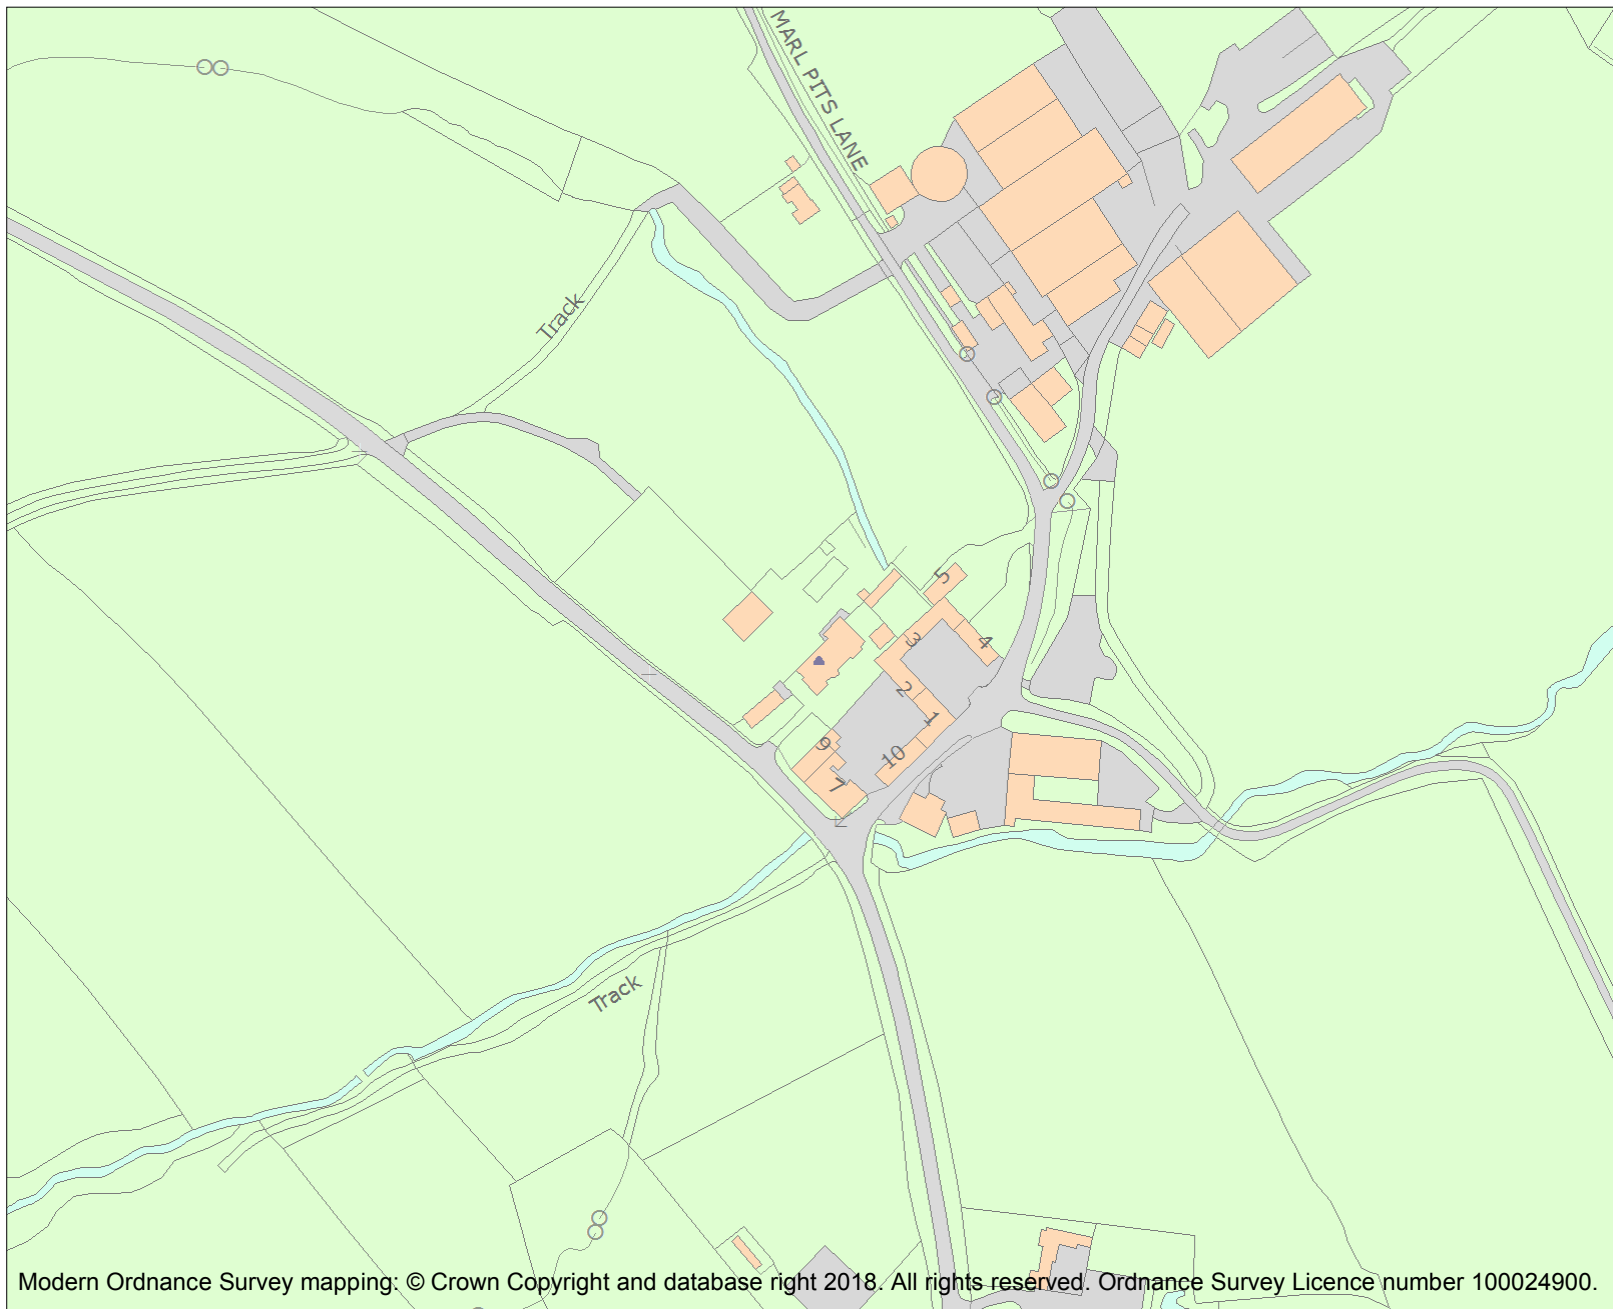 MARL PITS LANE
Track
5
3
4
2
1
9
10
7
Track
Modern Ordnance Survey mapping: © Crown Copyright and database right 2018. All rights reserved. Ordnance Survey Licence number 100024900.